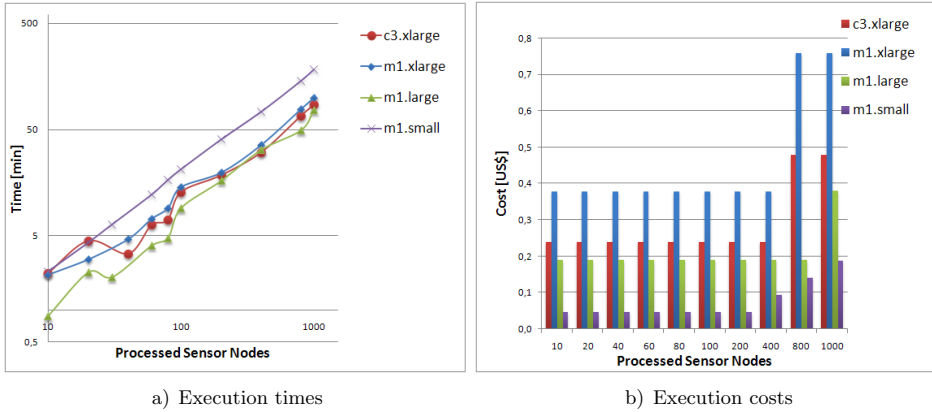 500
50
5
0,5
Time [min]
10
100
1000
Processed Sensor Nodes
c3.xlarge
m1.xlarge
m1.large
m1.small
a) Execution times
0,8
0,7
0,6
0,5
0,4
0,3
0,2
0,1
0,0
Cost [US$]
10 20 40 60 80 100 200 400 800 1000
Processed Sensor Nodes
c3.xlarge
m1.xlarge
m1.large
m1.small
b) Execution costs